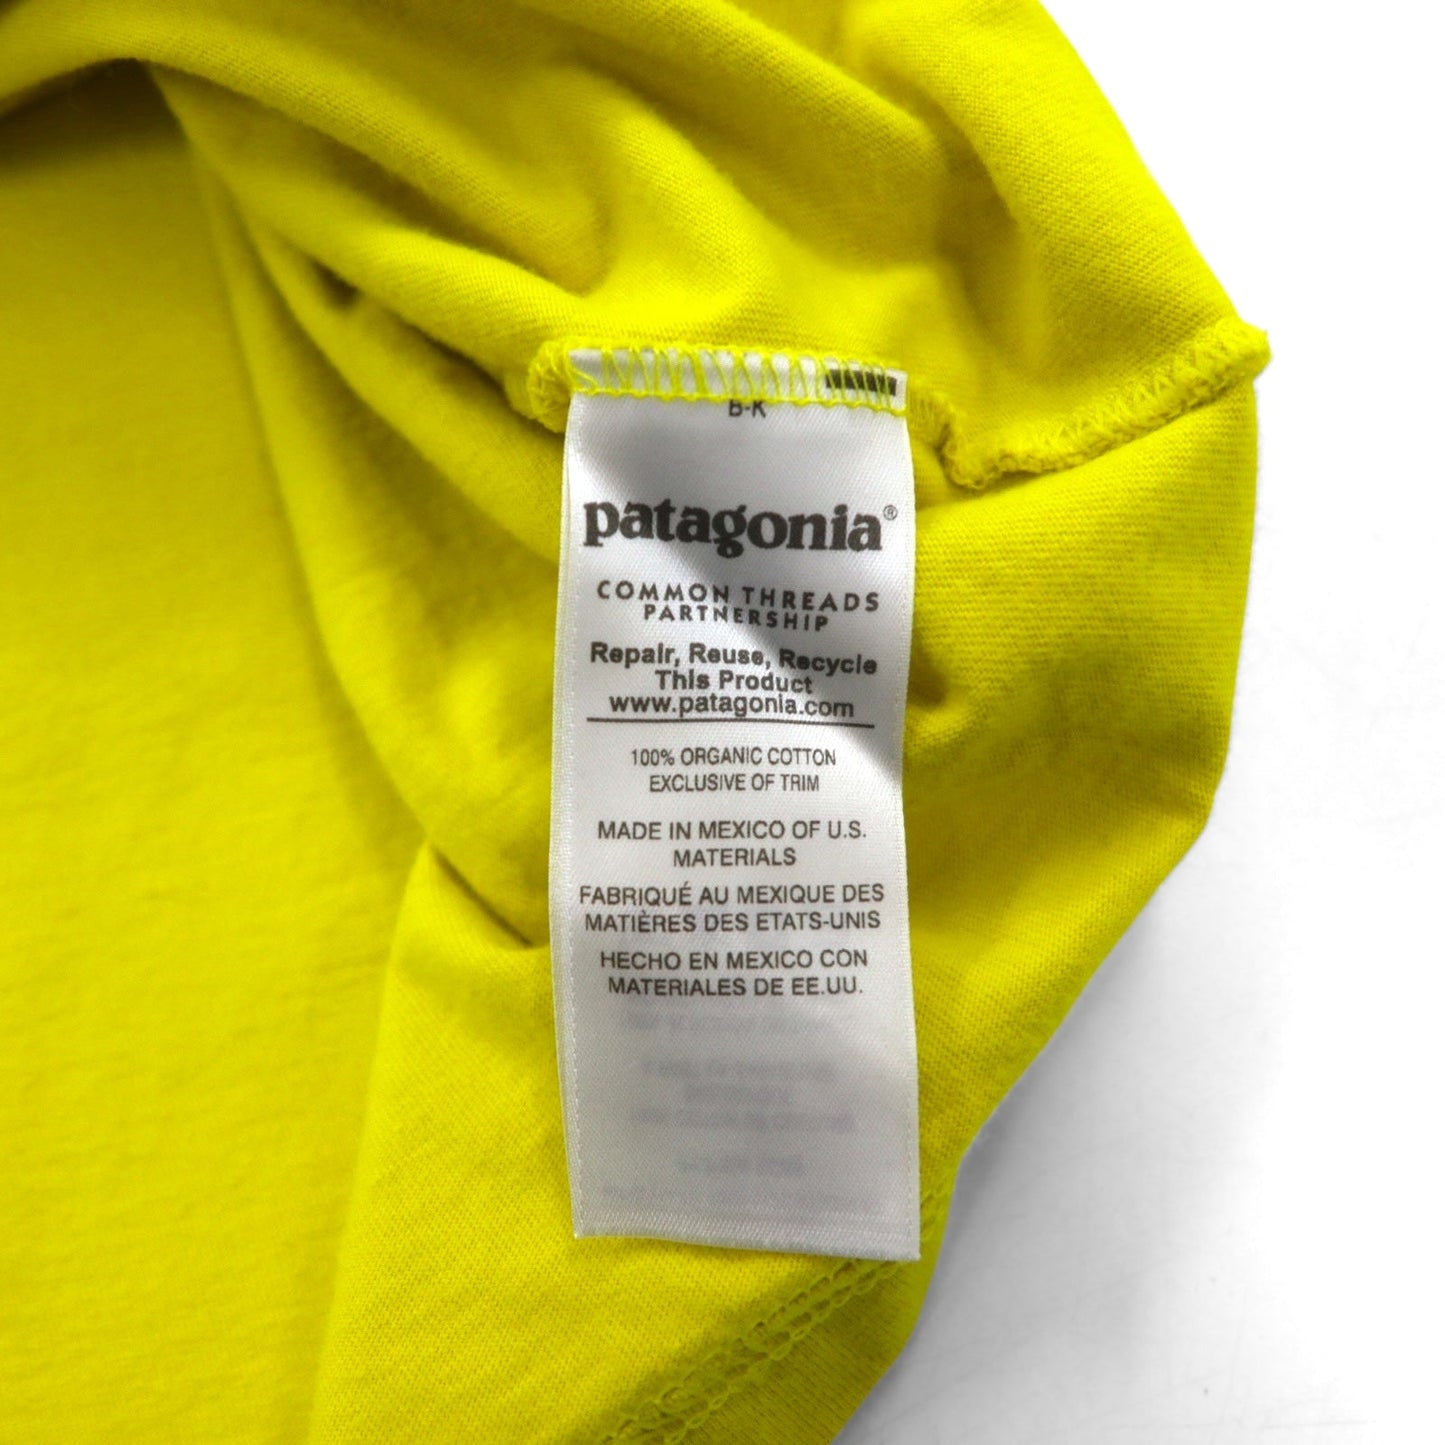 B-K
patagonia®
COMMON THREADS
PARTNERSHIP
Repair, Reuse, Recycle
This Product
www.patagonia.com
100% ORGANIC COTTON
EXCLUSIVE OF TRIM
MADE IN MEXICO OF U.S.
MATERIALS
FABRIQUÉ AU MEXIQUE DES
MATIÈRES DES ETATS-UNIS
HECHO EN MEXICO CON
MATERIALES DE EE.UU.